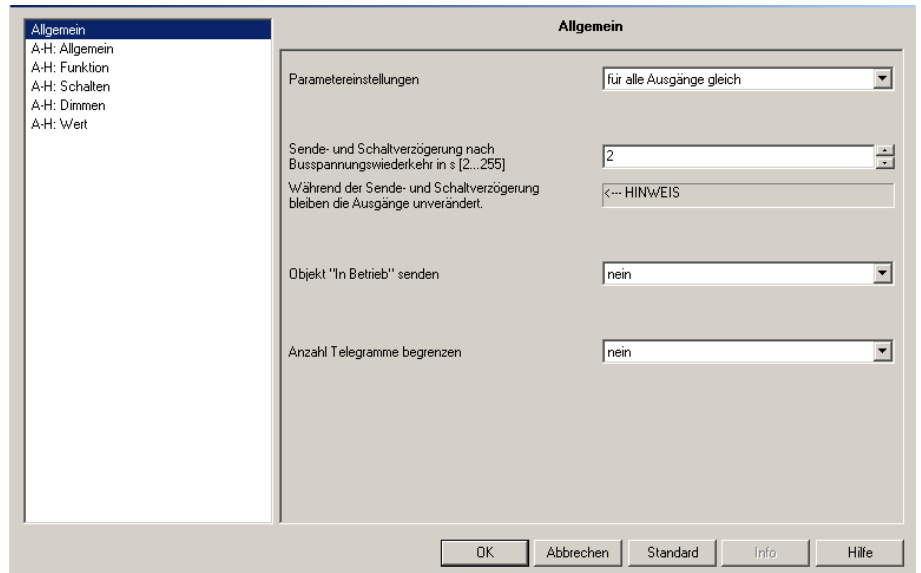 Allgemein
A-H: Allgemein
A-H: Funktion
A-H: Schalten
A-H: Dimmen
A-H: Wert
Allgemein
Parametereinstellungen
für alle Ausgänge gleich
Sende- und Schaltverzögerung nach
Busspannungswiederkehr in s [2...255]
2
Während der Sende- und Schaltverzögerung
bleiben die Ausgänge unverändert.
<--- HINWEIS
Objekt "In Betrieb" senden
nein
Anzahl Telegramme begrenzen
nein
OK
Abbrechen
Standard
Info
Hilfe